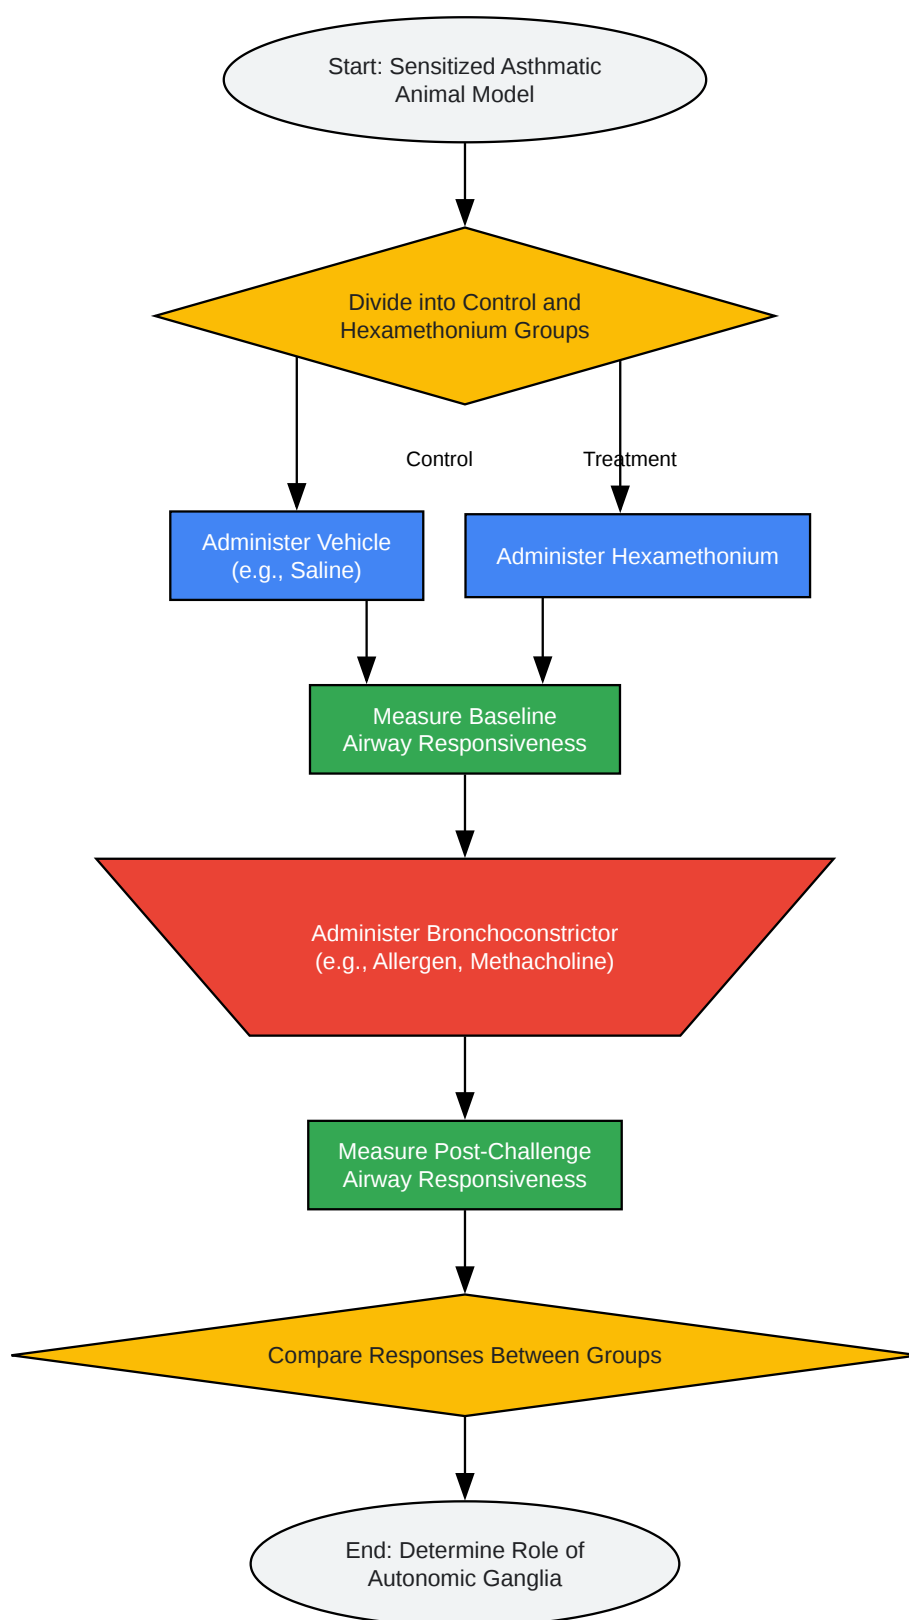 Start: Sensitized Asthmatic
Animal Model
Divide into Control and
Hexamethonium Groups
Control
Treatment
Administer Vehicle
(e.g., Saline)
Administer Hexamethonium
Measure Baseline
Airway Responsiveness
Administer Bronchoconstrictor
(e.g., Allergen, Methacholine)
Measure Post-Challenge
Airway Responsiveness
Compare Responses Between Groups
End: Determine Role of
Autonomic Ganglia